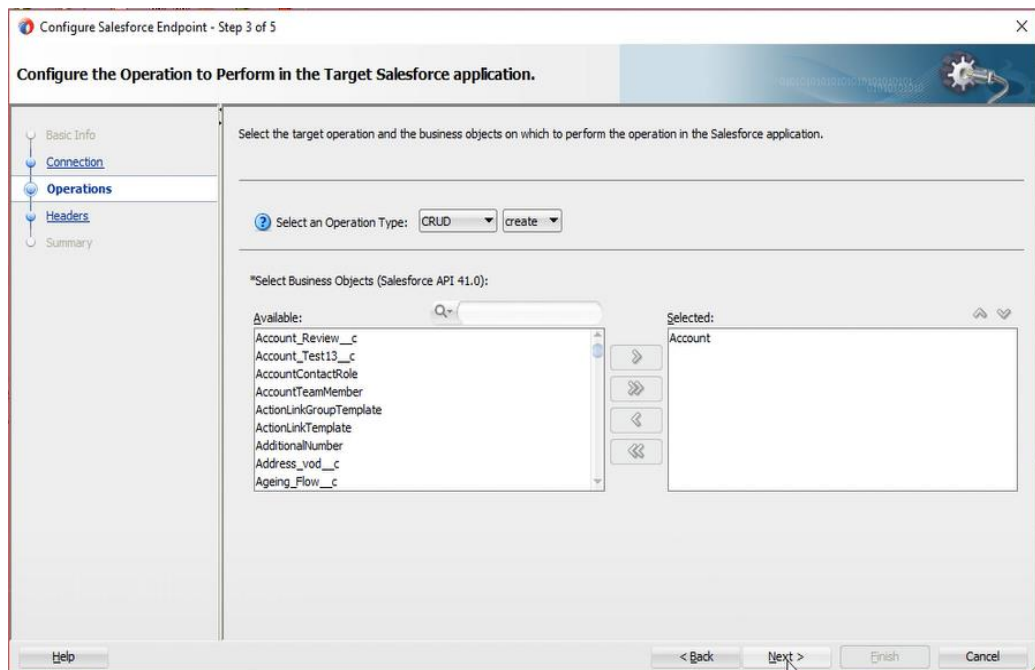 Configure Salesforce Endpoint - Step 3 of 5
Configure the Operation to Perform in the Target Salesforce application.
Basic Info
Connection
Operations
Headers
Summary
Select the target operation and the business objects on which to perform the operation in the Salesforce application.
Select an Operation Type: CRUD create
*Select Business Objects (Salesforce API 41.0):
Available:
Account_Review__c
Account_Test13__c
AccountContactRole
AccountTeamMember
ActionLinkGroupTemplate
ActionLinkTemplate
AdditionalNumber
Address_vod__c
Ageing_Flow__c
Selected:
Account
Help
< Back
Next >
Finish
Cancel